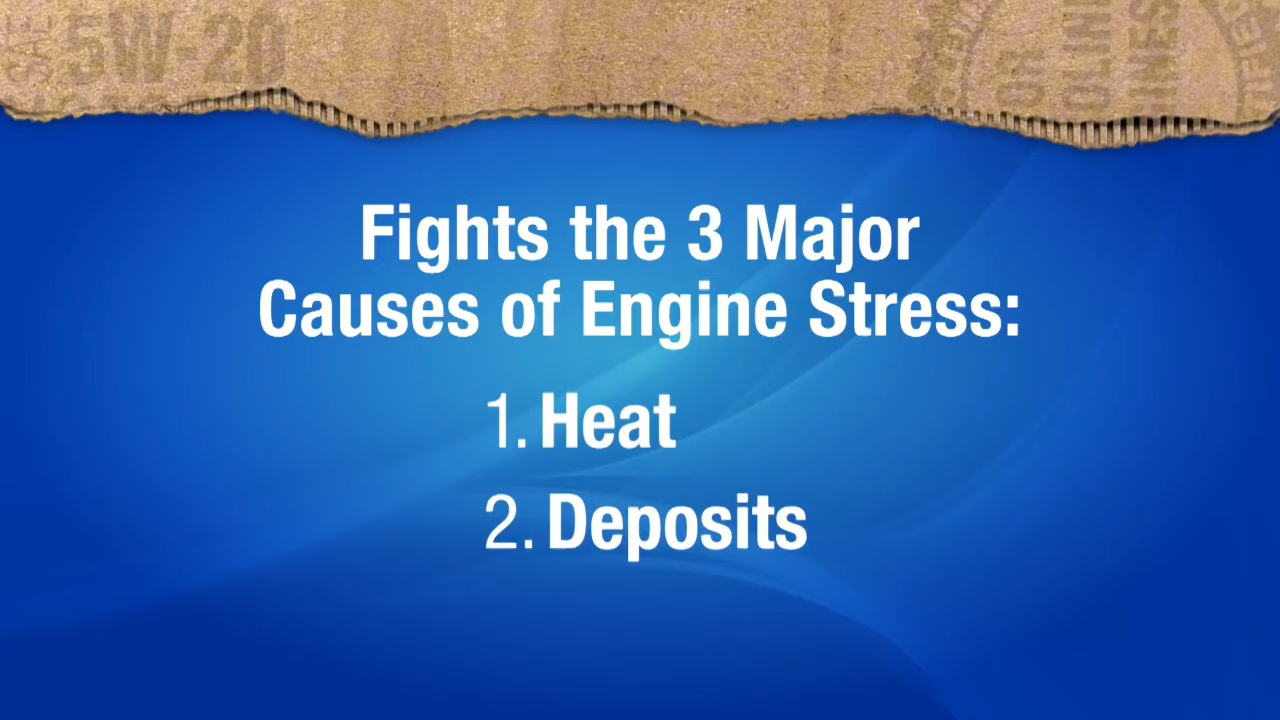 5W-20
Fights the 3 Major
Causes of Engine Stress:
1. Heat
2. Deposits